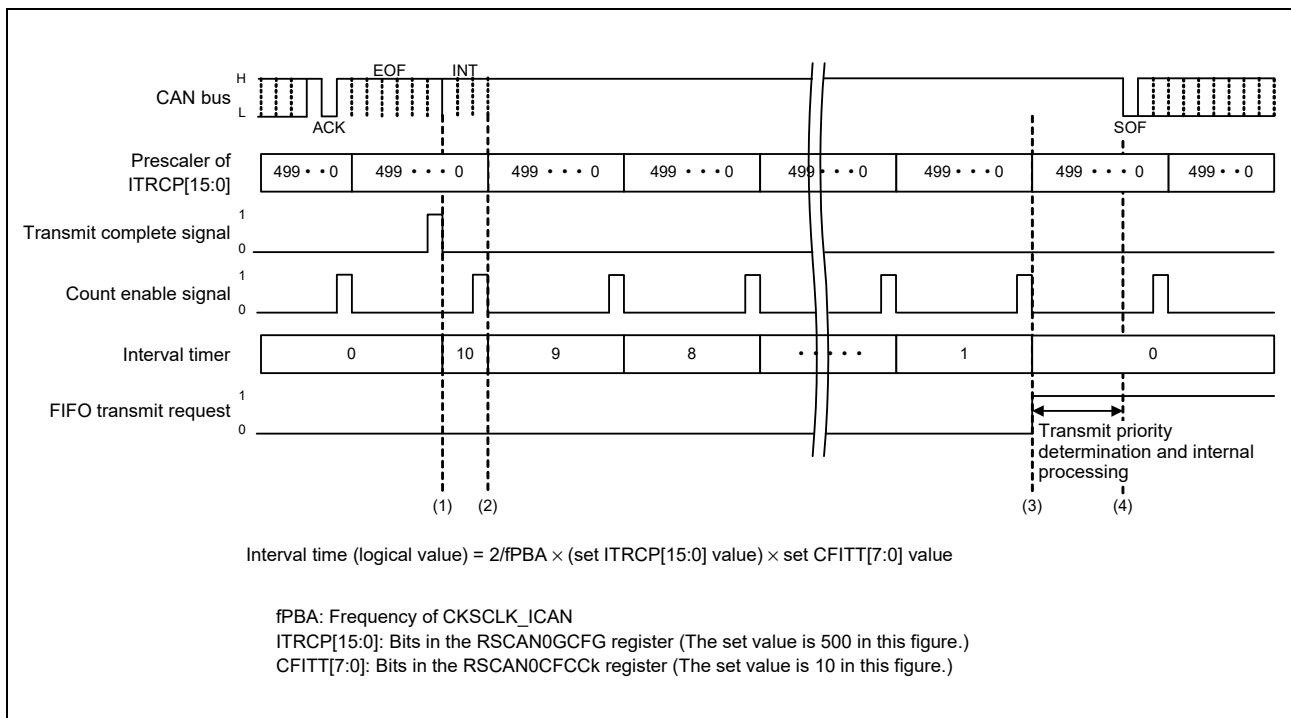 H
EOF
INT
CAN bus
L
ACK
SOF
Prescaler of
ITRCP[15:0]
499・・0
499・・・0
499・・・0
499・・・0
499・・・0
499・・・0
499・・・0
499・・0
1
Transmit complete signal
0
1
Count enable signal
0
Interval timer
0
10
9
8
・・・・・
1
0
1
FIFO transmit request
0
Transmit priority
determination and internal
processing
(1)
(2)
(3)
(4)
Interval time (logical value) = 2/fPBA × (set ITRCP[15:0] value) × set CFITT[7:0] value
fPBA: Frequency of CKSCLK_ICAN
ITRCP[15:0]: Bits in the RSCAN0GCFG register (The set value is 500 in this figure.)
CFITT[7:0]: Bits in the RSCAN0CFCCk register (The set value is 10 in this figure.)